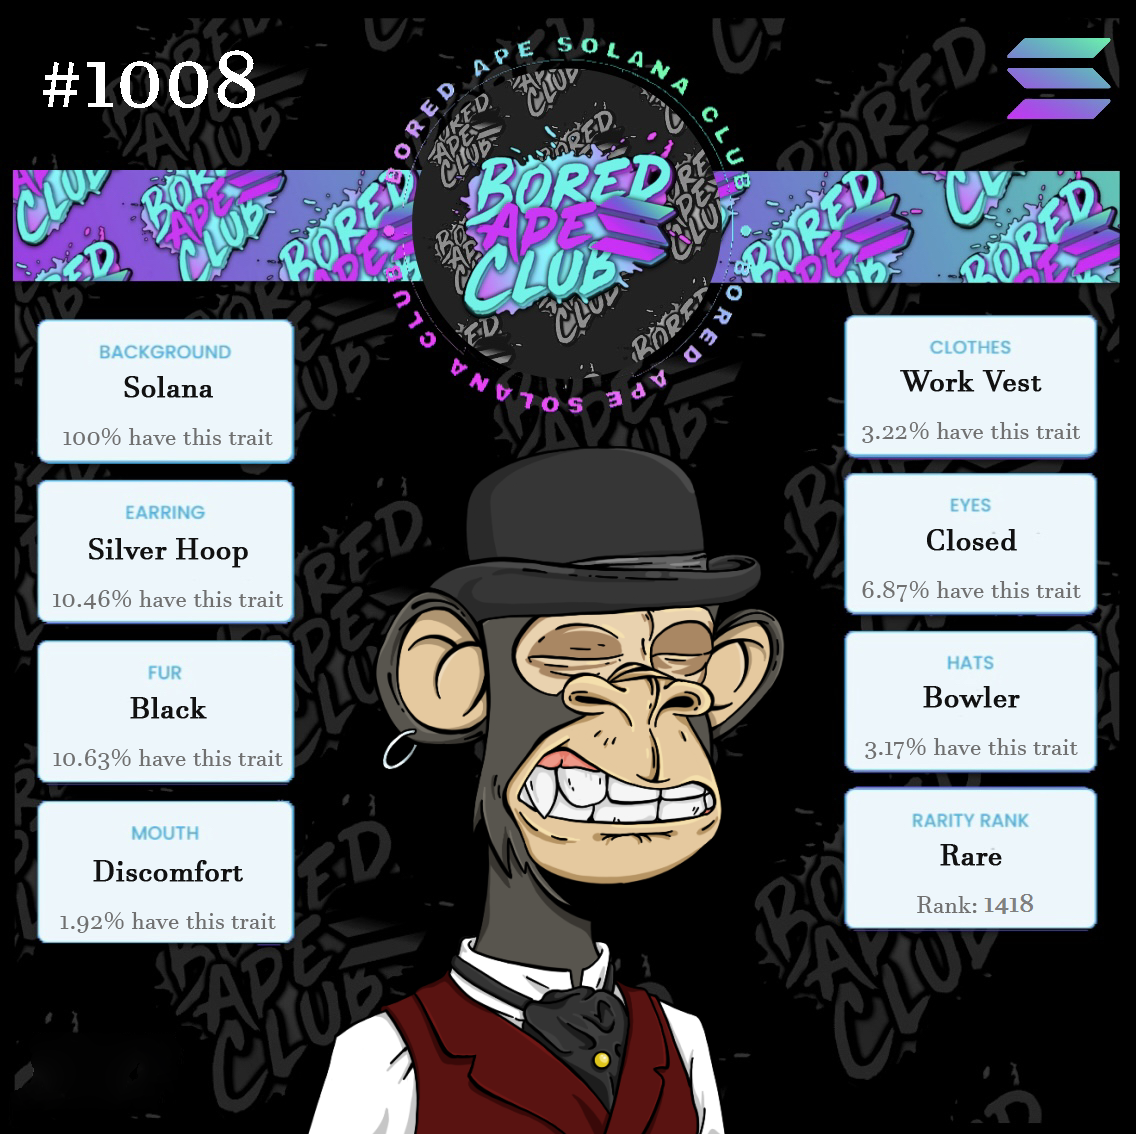 #1008
BORED APE SOLANA CLUB
BORED
APE
CLUB
BORED APE SOLANA CLUB
BACKGROUND
Solana
100% have this trait
EARRING
Silver Hoop
10.46% have this trait
FUR
Black
10.63% have this trait
MOUTH
Discomfort
1.92% have this trait
CLOTHES
Work Vest
3.22% have this trait
EYES
Closed
6.87% have this trait
HATS
Bowler
3.17% have this trait
RARITY RANK
Rare
Rank: 1418